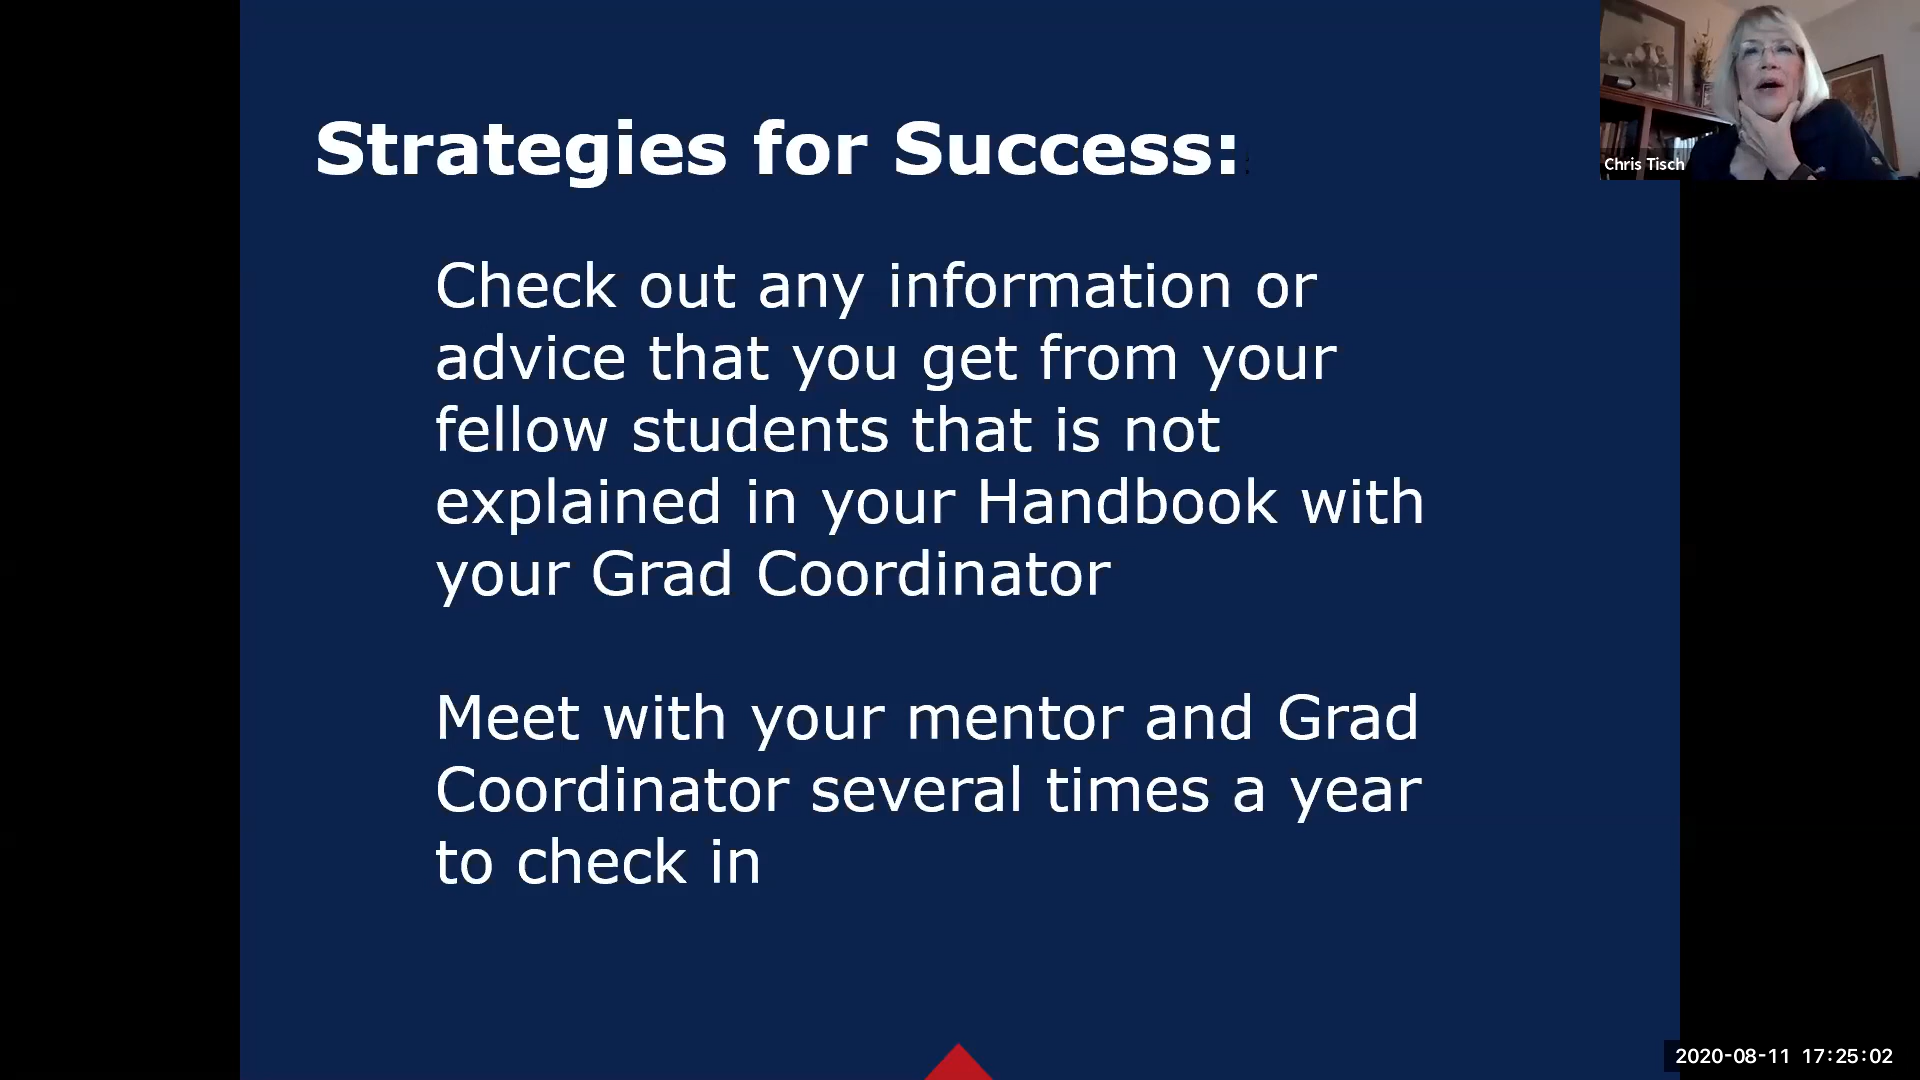 Strategies for Success:
Check out any information or
advice that you get from your
fellow students that is not
explained in your Handbook with
your Grad Coordinator
Meet with your mentor and Grad
Coordinator several times a year
to check in
Chris Tisch
2020-08-11 17:25:02